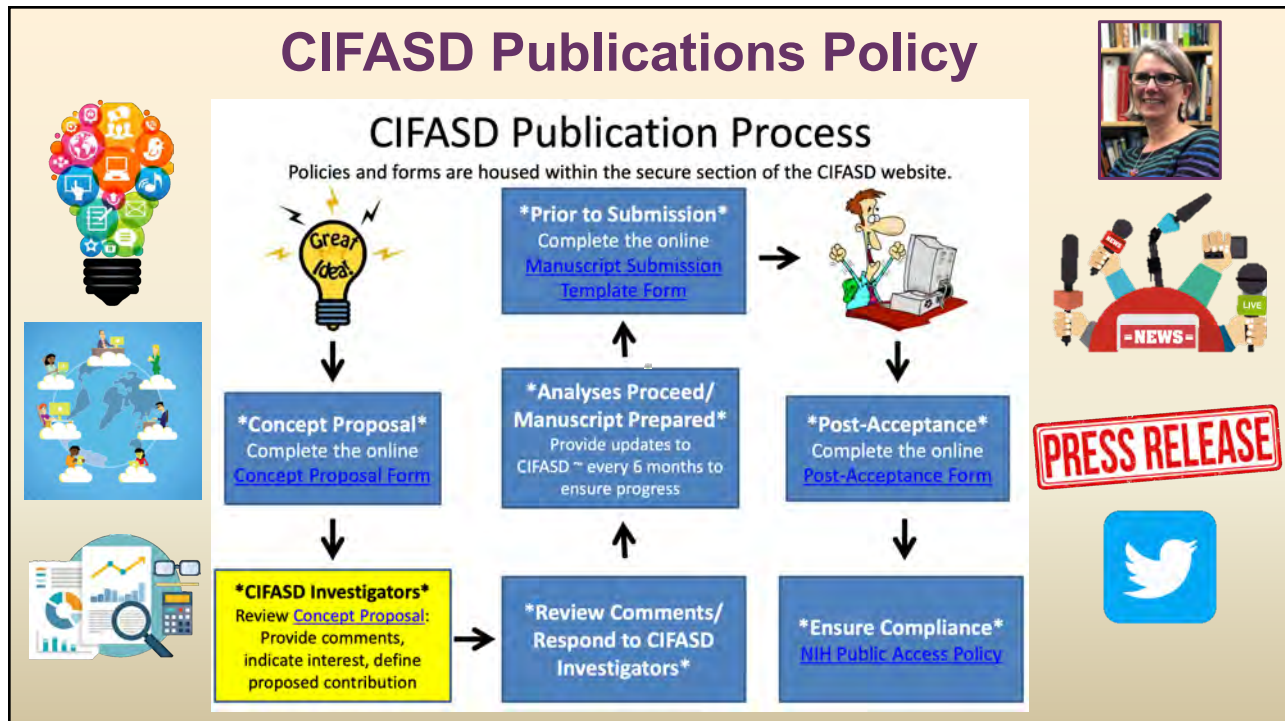 CIFASD Publications Policy
CIFASD Publication Process
Policies and forms are housed within the secure section of the CIFASD website.
Great
Idea!
*Concept Proposal*
Complete the online
Concept Proposal Form
*CIFASD Investigators*
Review Concept Proposal:
Provide comments,
indicate interest, define
proposed contribution
*Review Comments/
Respond to CIFASD
Investigators*
*Analyses Proceed/
Manuscript Prepared*
Provide updates to
CIFASD ~ every 6 months to
ensure progress
*Prior to Submission*
Complete the online
Manuscript Submission
Template Form
*Post-Acceptance*
Complete the online
Post-Acceptance Form
*Ensure Compliance*
NIH Public Access Policy
NEWS
NEWS
LIVE
=NEWS=
PRESS RELEASE